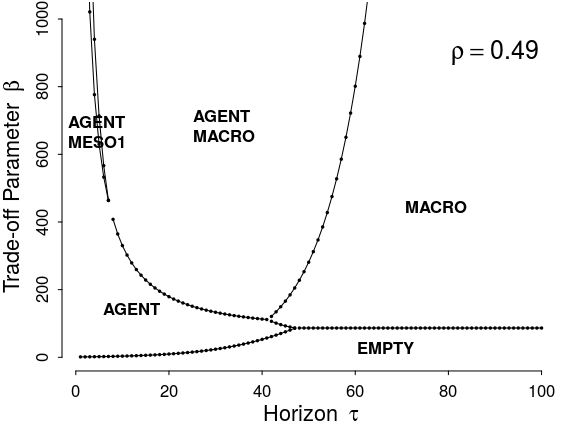 1000
800
600
400
200
0
Trade-off Parameter β
ρ = 0.49
AGENT
MESO1
AGENT
MACRO
MACRO
AGENT
EMPTY
0 20 40 60 80 100
Horizon τ